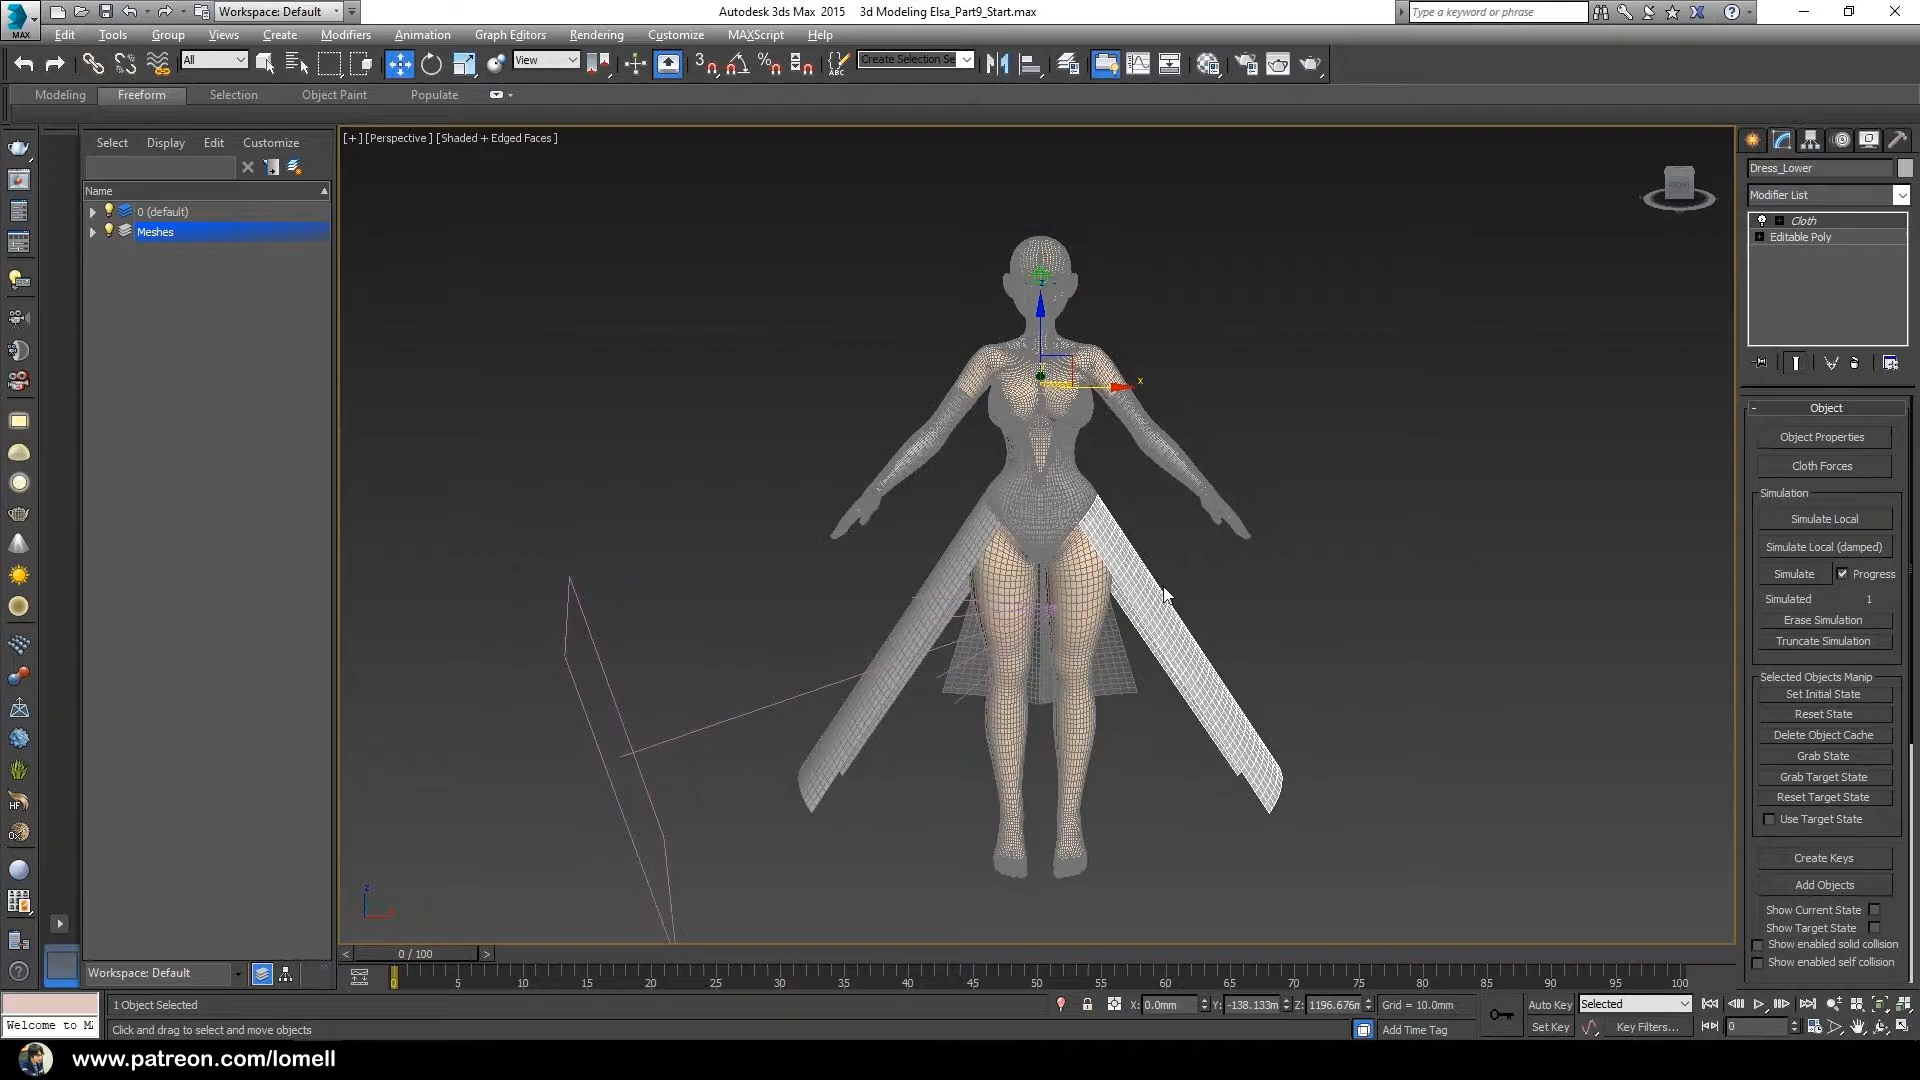 MAX
Workspace: Default
Autodesk 3ds Max 2015 3d Modeling Elsa_Part9_Start.max
Type a keyword or phrase
Edit Tools Group Views Create Modifiers Animation Graph Editors Rendering Customize MAXScript Help
All
View
3
ABC
Create Selection Se
Modeling Freeform Selection Object Paint Populate
Select Display Edit Customize
Name
0 (default)
Meshes
[+] [Perspective] [Shaded + Edged Faces]
FRONT
z
x
z
HF
Dress_Lower
Modifier List
Cloth
Editable Poly
Object
Object Properties
Cloth Forces
Simulation
Simulate Local
Simulate Local (damped)
Simulate Progress
Simulated 1
Erase Simulation
Truncate Simulation
Selected Objects Manip
Set Initial State
Reset State
Delete Object Cache
Grab State
Grab Target State
Reset Target State
Use Target State
Create Keys
Add Objects
Show Current State
Show Target State
Show enabled solid collision
Show enabled self collision
< 0 / 100 >
Workspace: Default
0 5 10 15 20 25 30 35 40 45 50 55 60 65 70 75 80 85 90 95 100
1 Object Selected
X: 0.0mm Y: -138.133m Z: 1196.676m Grid = 10.0mm
Auto Key Selected
Welcome to M
Click and drag to select and move objects
Add Time Tag
Set Key Key Filters...
0
www.patreon.com/lomell